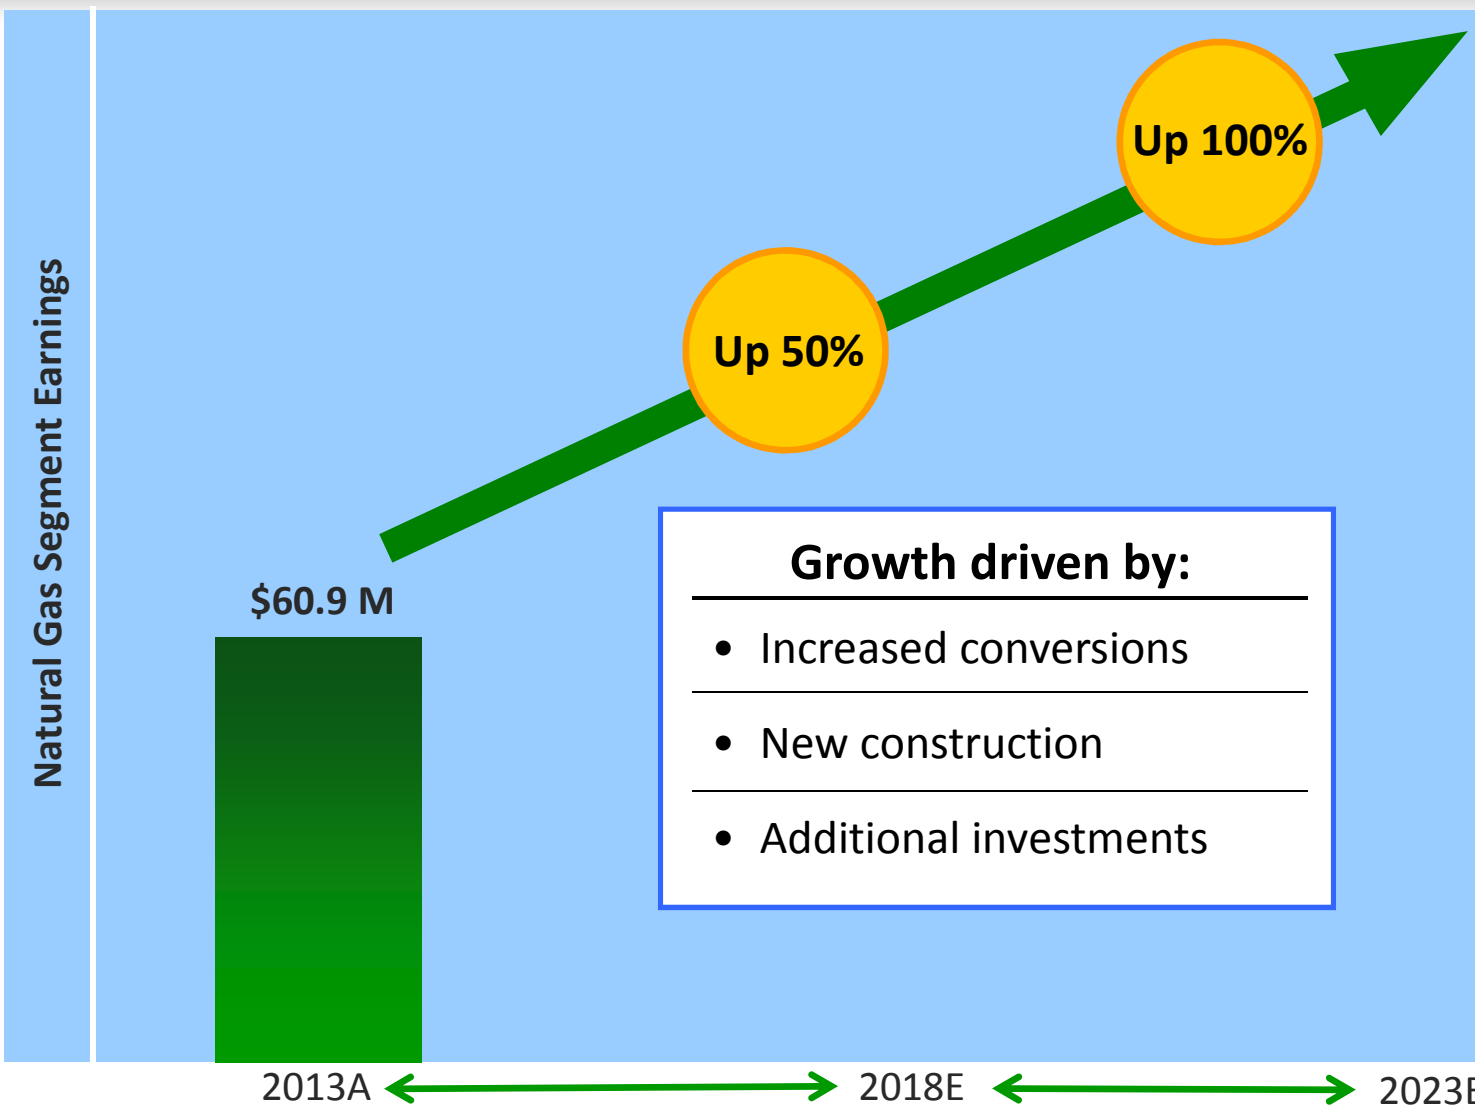 Natural Gas Segment Earnings
Up 100%
Up 50%
$60.9 M
Growth driven by:
• Increased conversions
• New construction
• Additional investments
2013A 2018E 2023E